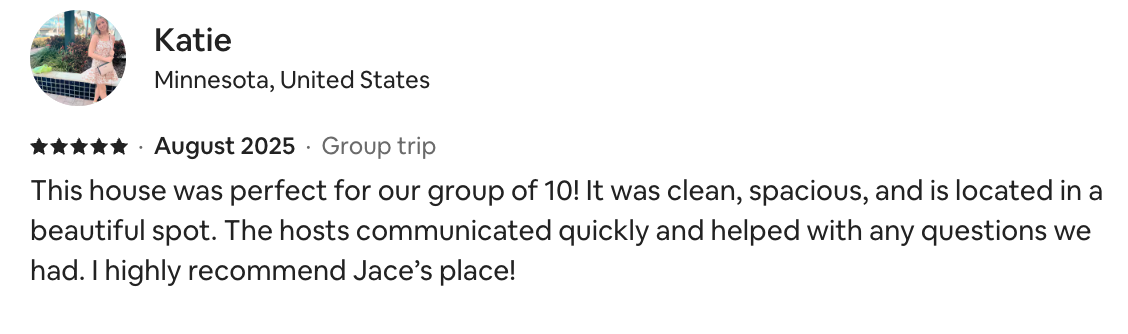 Katie
Minnesota, United States
★★★★★ · August 2025 · Group trip
This house was perfect for our group of 10! It was clean, spacious, and is located in a
beautiful spot. The hosts communicated quickly and helped with any questions we
had. I highly recommend Jace’s place!